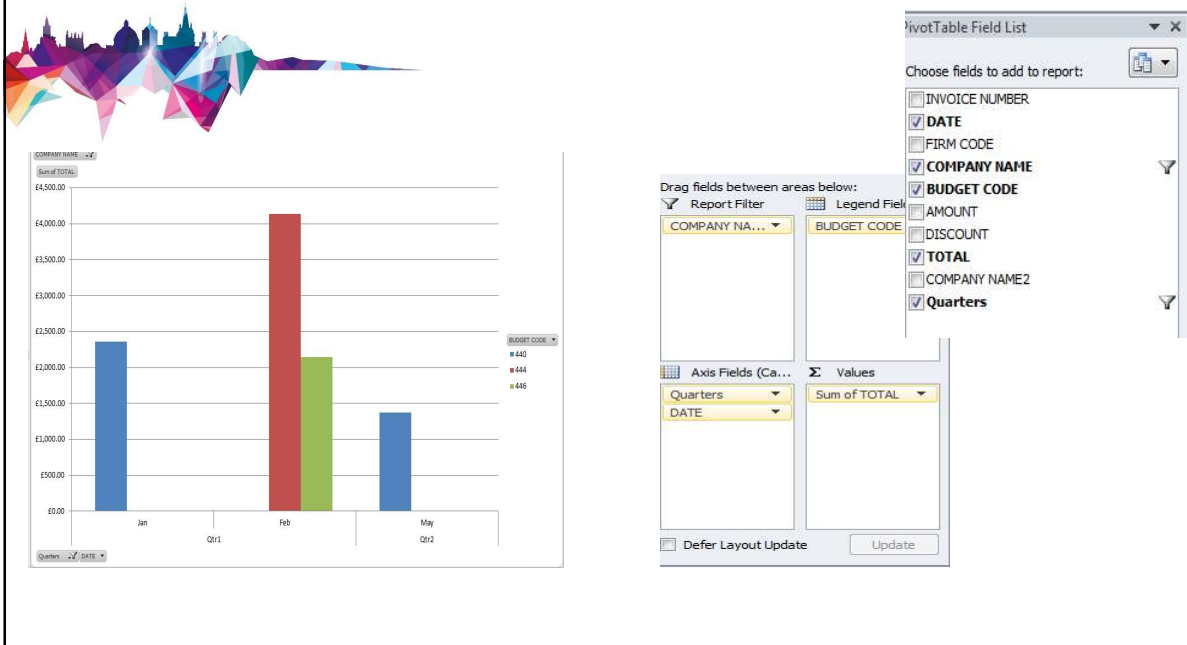 COMPANY NAME
Sum of TOTAL
£4,500.00
£4,000.00
£3,500.00
£3,000.00
£2,500.00
£2,000.00
£1,500.00
£1,000.00
£500.00
£0.00
Jan
Feb
May
Qtr1
Qtr2
Quarters
DATE
BUDGET CODE
440
444
446
Drag fields between areas below:
Report Filter
Legend Fiel
COMPANY NA...
BUDGET CODE
Axis Fields (Ca...
Σ Values
Quarters
Sum of TOTAL
DATE
Defer Layout Update
Update
PivotTable Field List
Choose fields to add to report:
INVOICE NUMBER
DATE
FIRM CODE
COMPANY NAME
BUDGET CODE
AMOUNT
DISCOUNT
TOTAL
COMPANY NAME2
Quarters